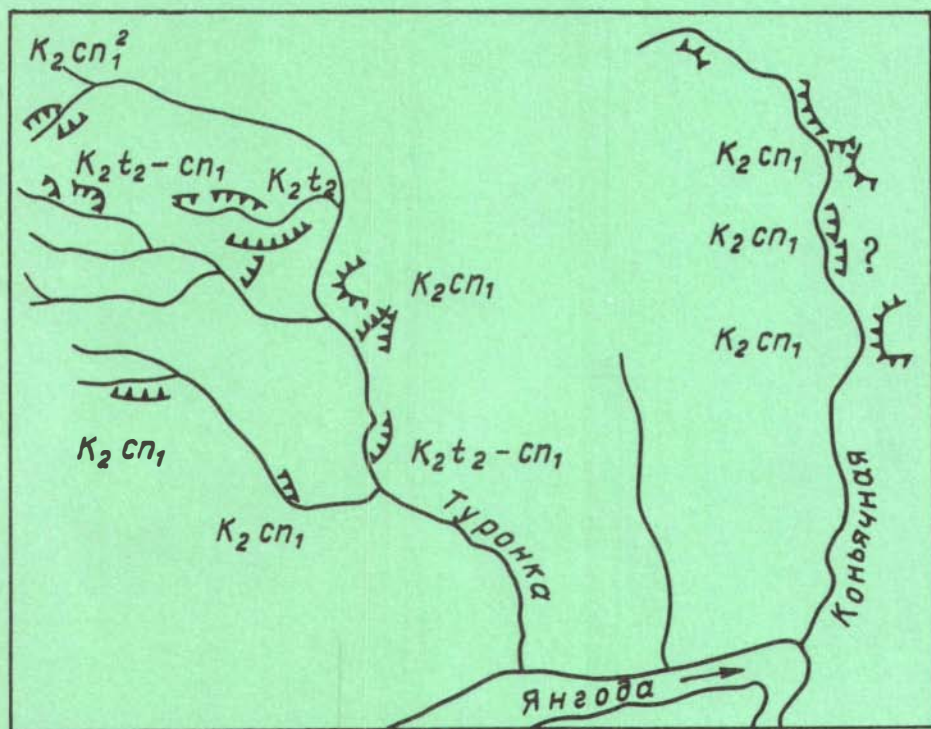 K₂cn₁²
K₂t₂-cn₁
K₂t₂
K₂cn₁
K₂cn₁
?
K₂cn₁
K₂cn₁
K₂cn₁
K₂t₂-cn₁
K₂cn₁
Туронка
Коньячная
Янгода